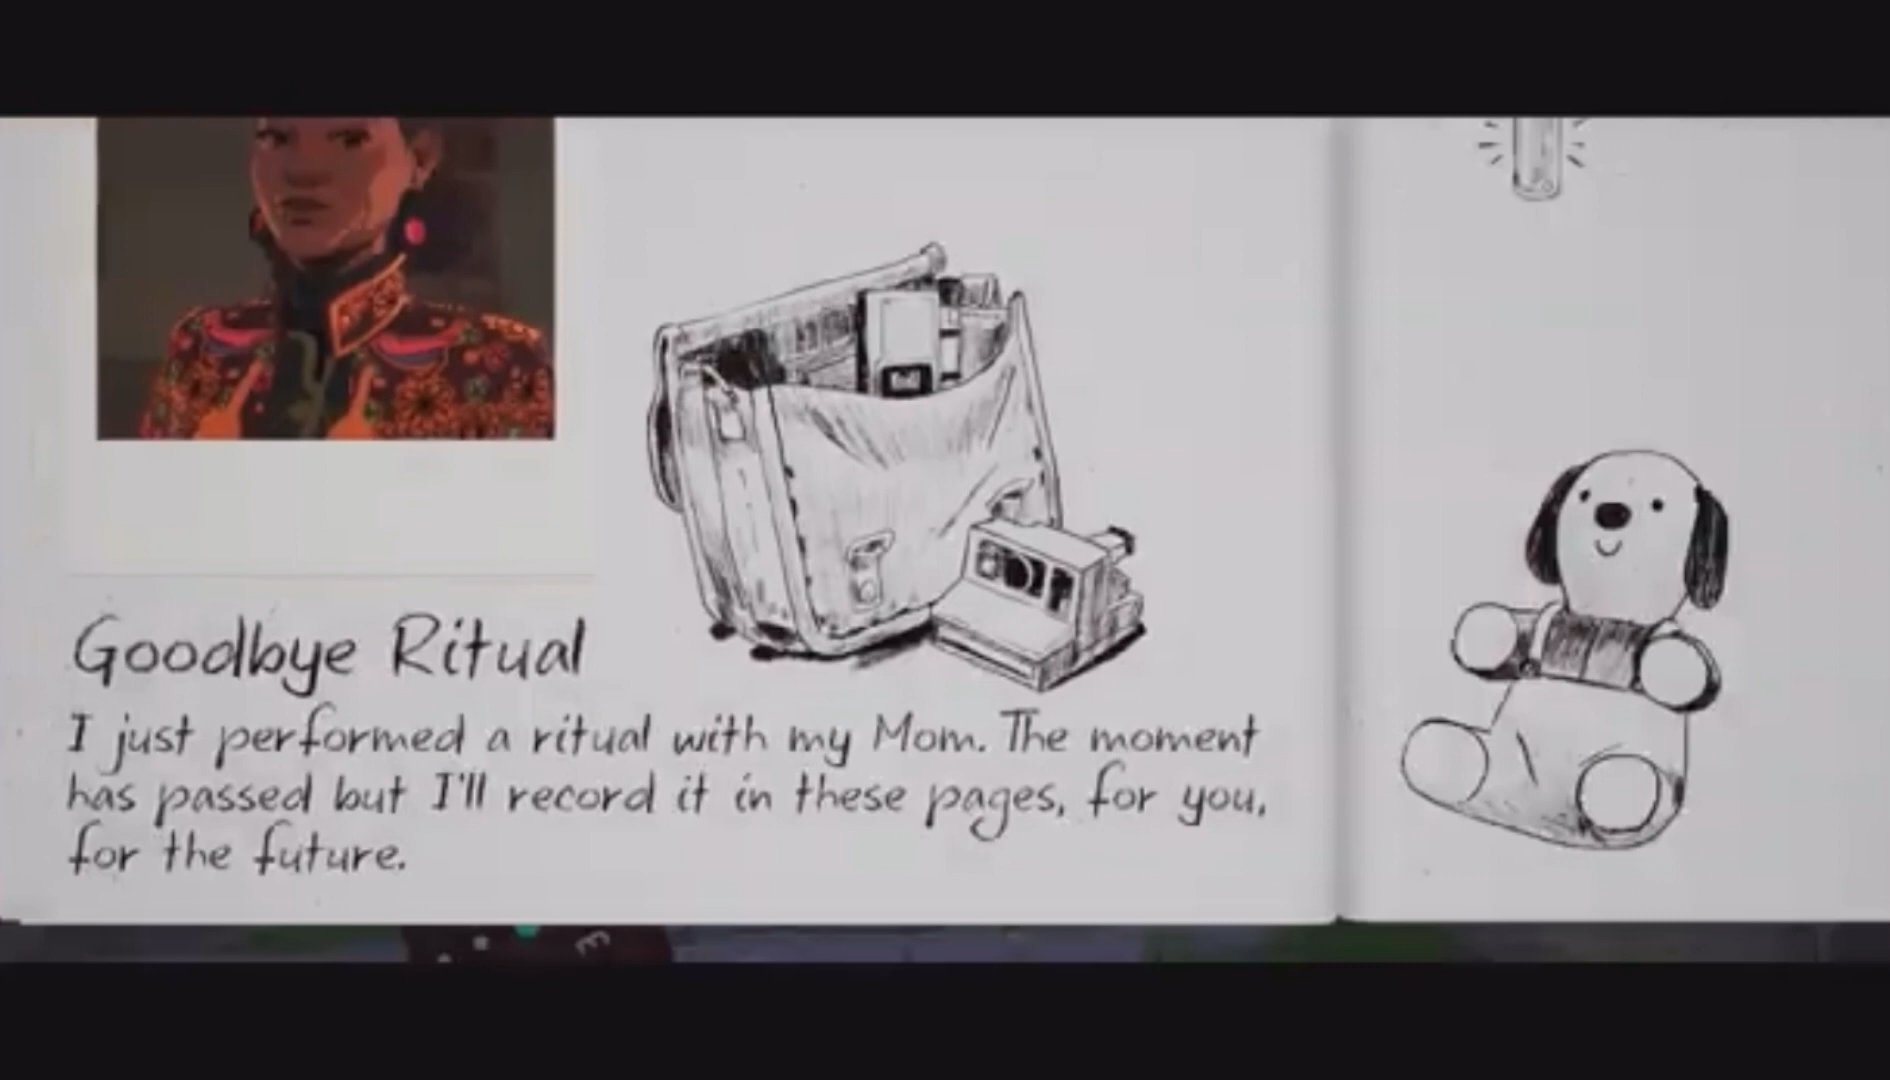 Goodbye Ritual
I just performed a ritual with my Mom. The moment
has passed but I'll record it in these pages, for you,
for the future.